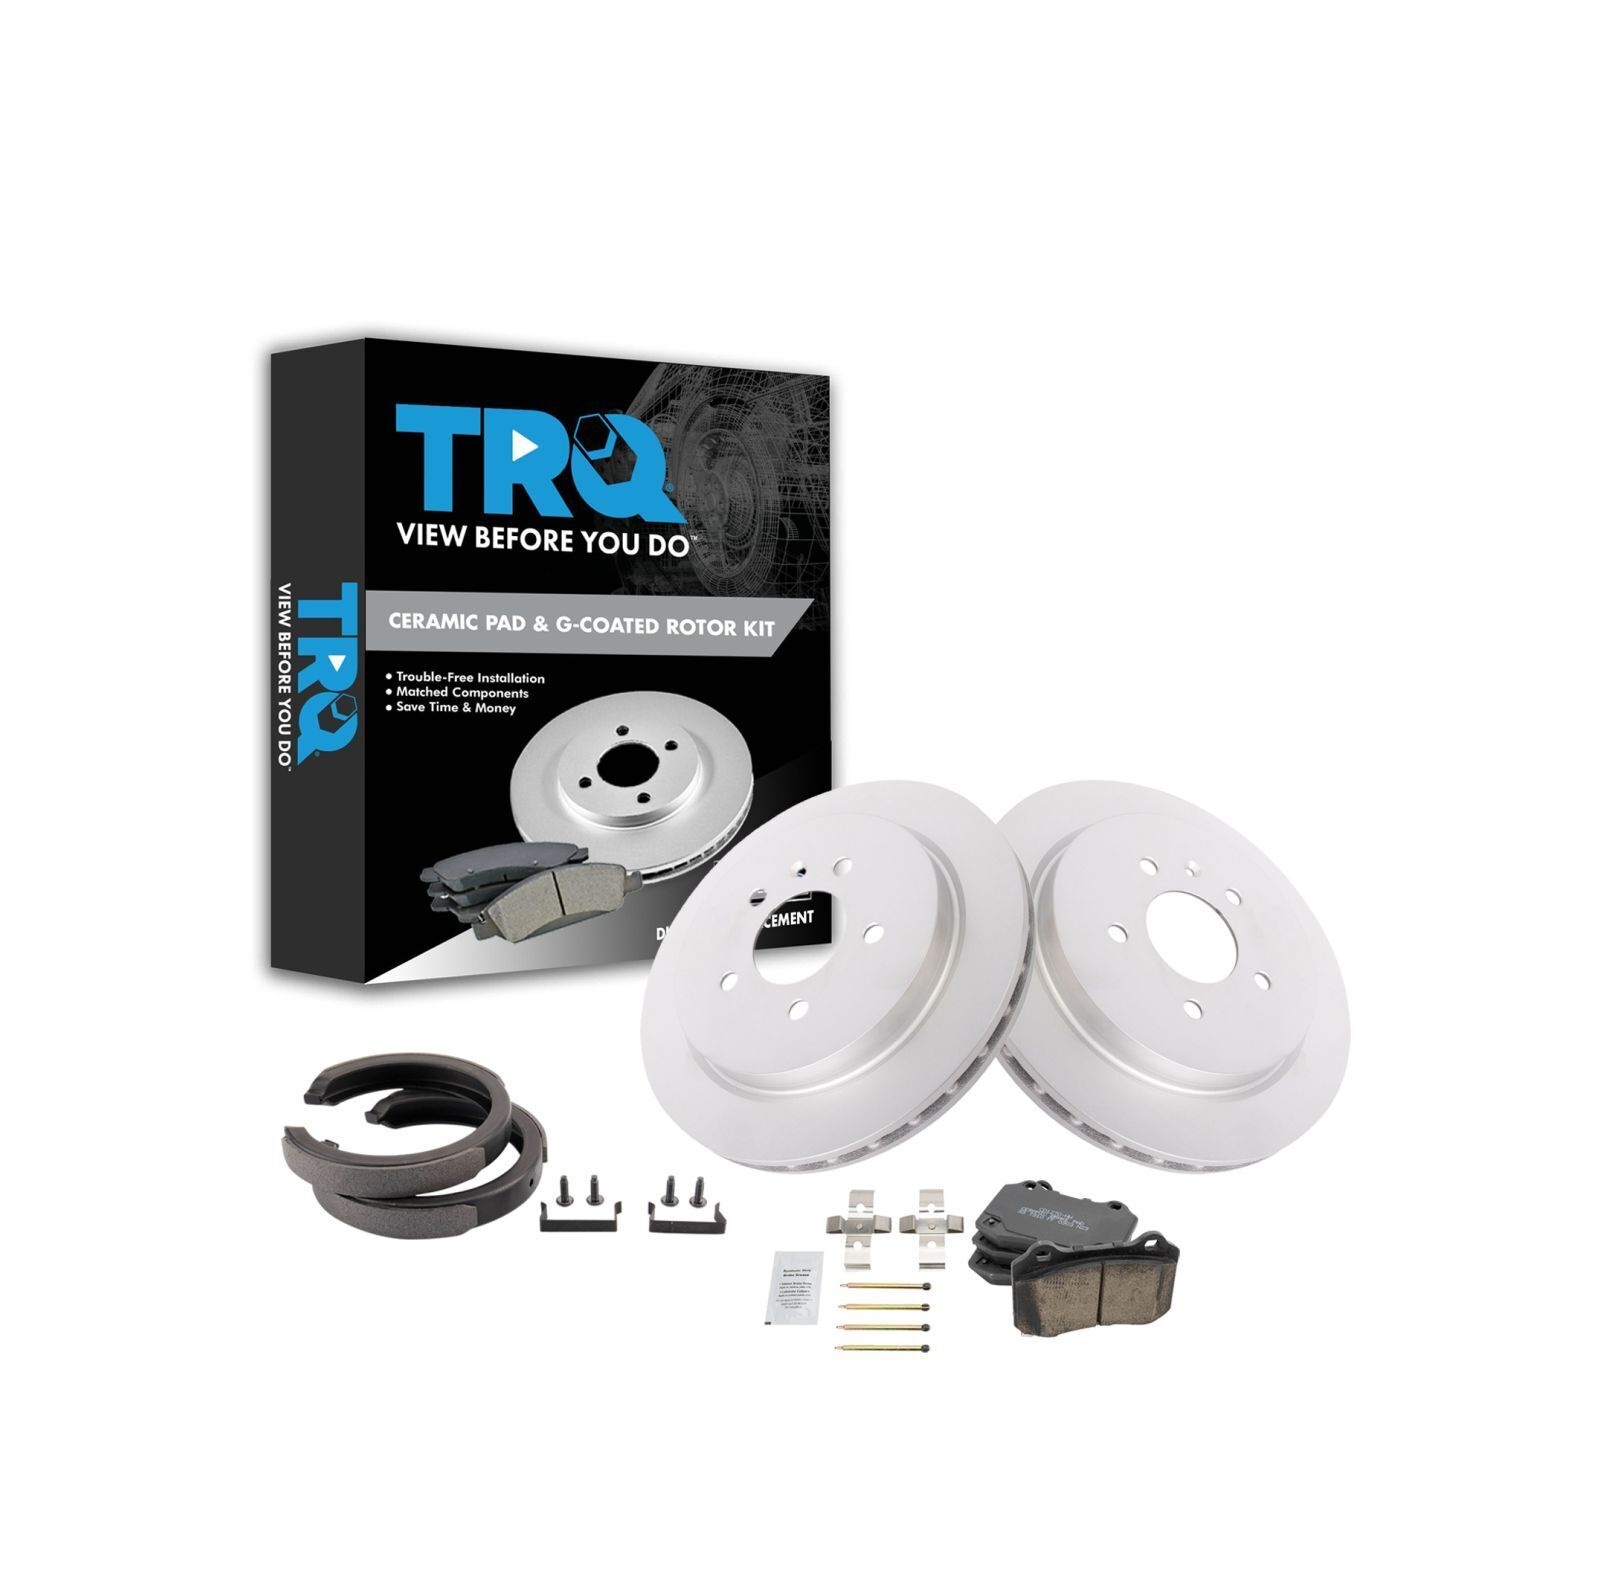 TRQ
VIEW BEFORE YOU DO™
CERAMIC PAD & G-COATED ROTOR KIT
• Trouble-Free Installation
• Matched Components
• Save Time & Money
TRQ
VIEW BEFORE YOU DO™
CEMENT